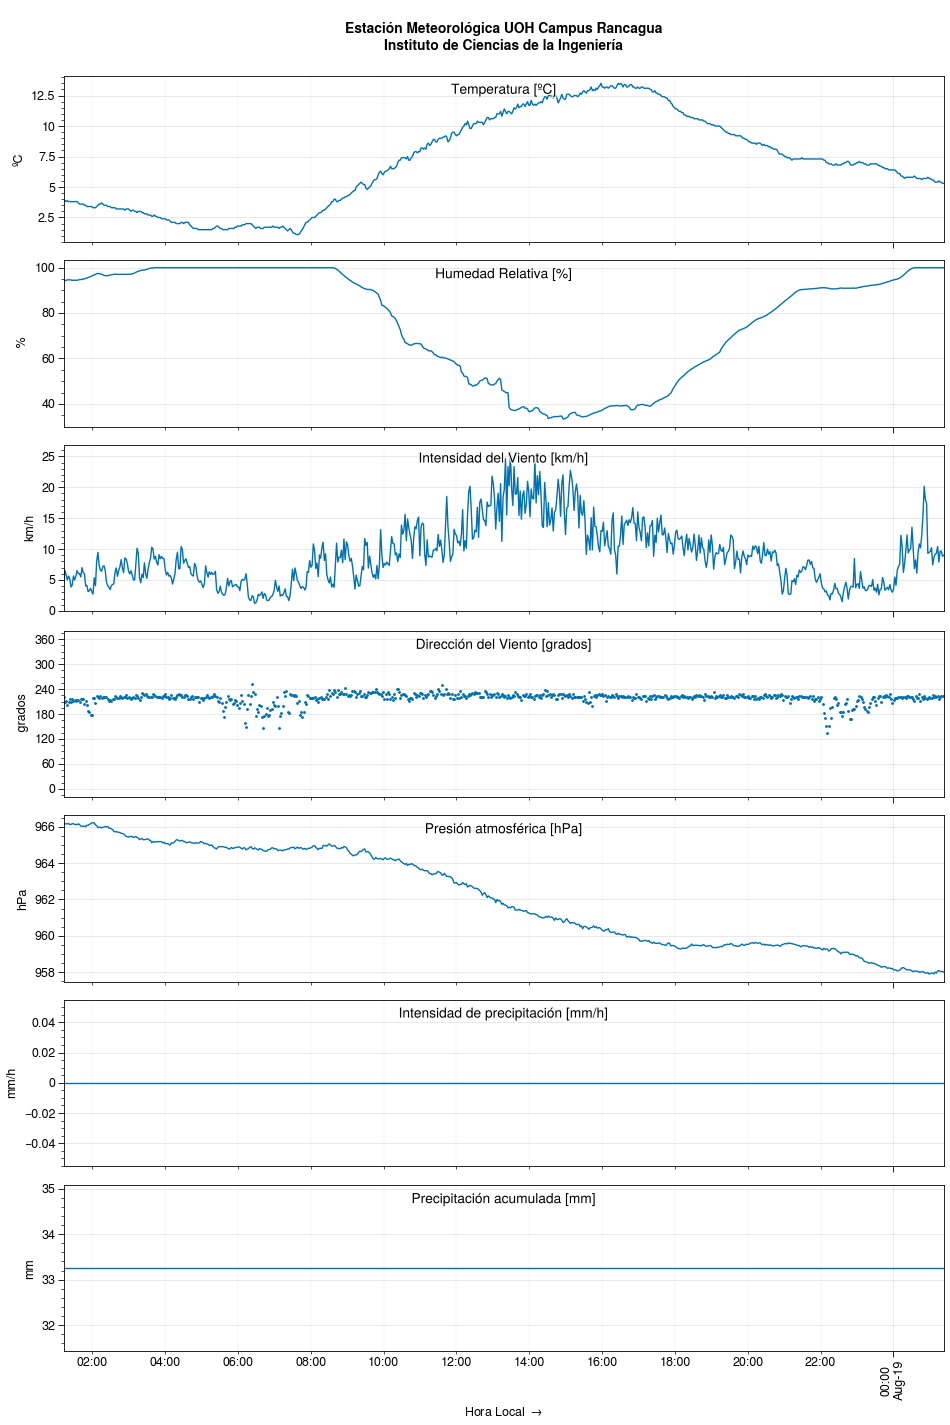 Estación Meteorológica UOH Campus Rancagua
Instituto de Ciencias de la Ingeniería
Temperatura [ºC]
ºC
12.5
10
7.5
5
2.5
Humedad Relativa [%]
%
100
80
60
40
Intensidad del Viento [km/h]
km/h
25
20
15
10
5
0
Dirección del Viento [grados]
grados
360
300
240
180
120
60
0
Presión atmosférica [hPa]
hPa
966
964
962
960
958
Intensidad de precipitación [mm/h]
mm/h
0.04
0.02
0
−0.02
−0.04
Precipitación acumulada [mm]
mm
35
34
33
32
02:00 04:00 06:00 08:00 10:00 12:00 14:00 16:00 18:00 20:00 22:00 00:00
Aug-19
Hora Local →